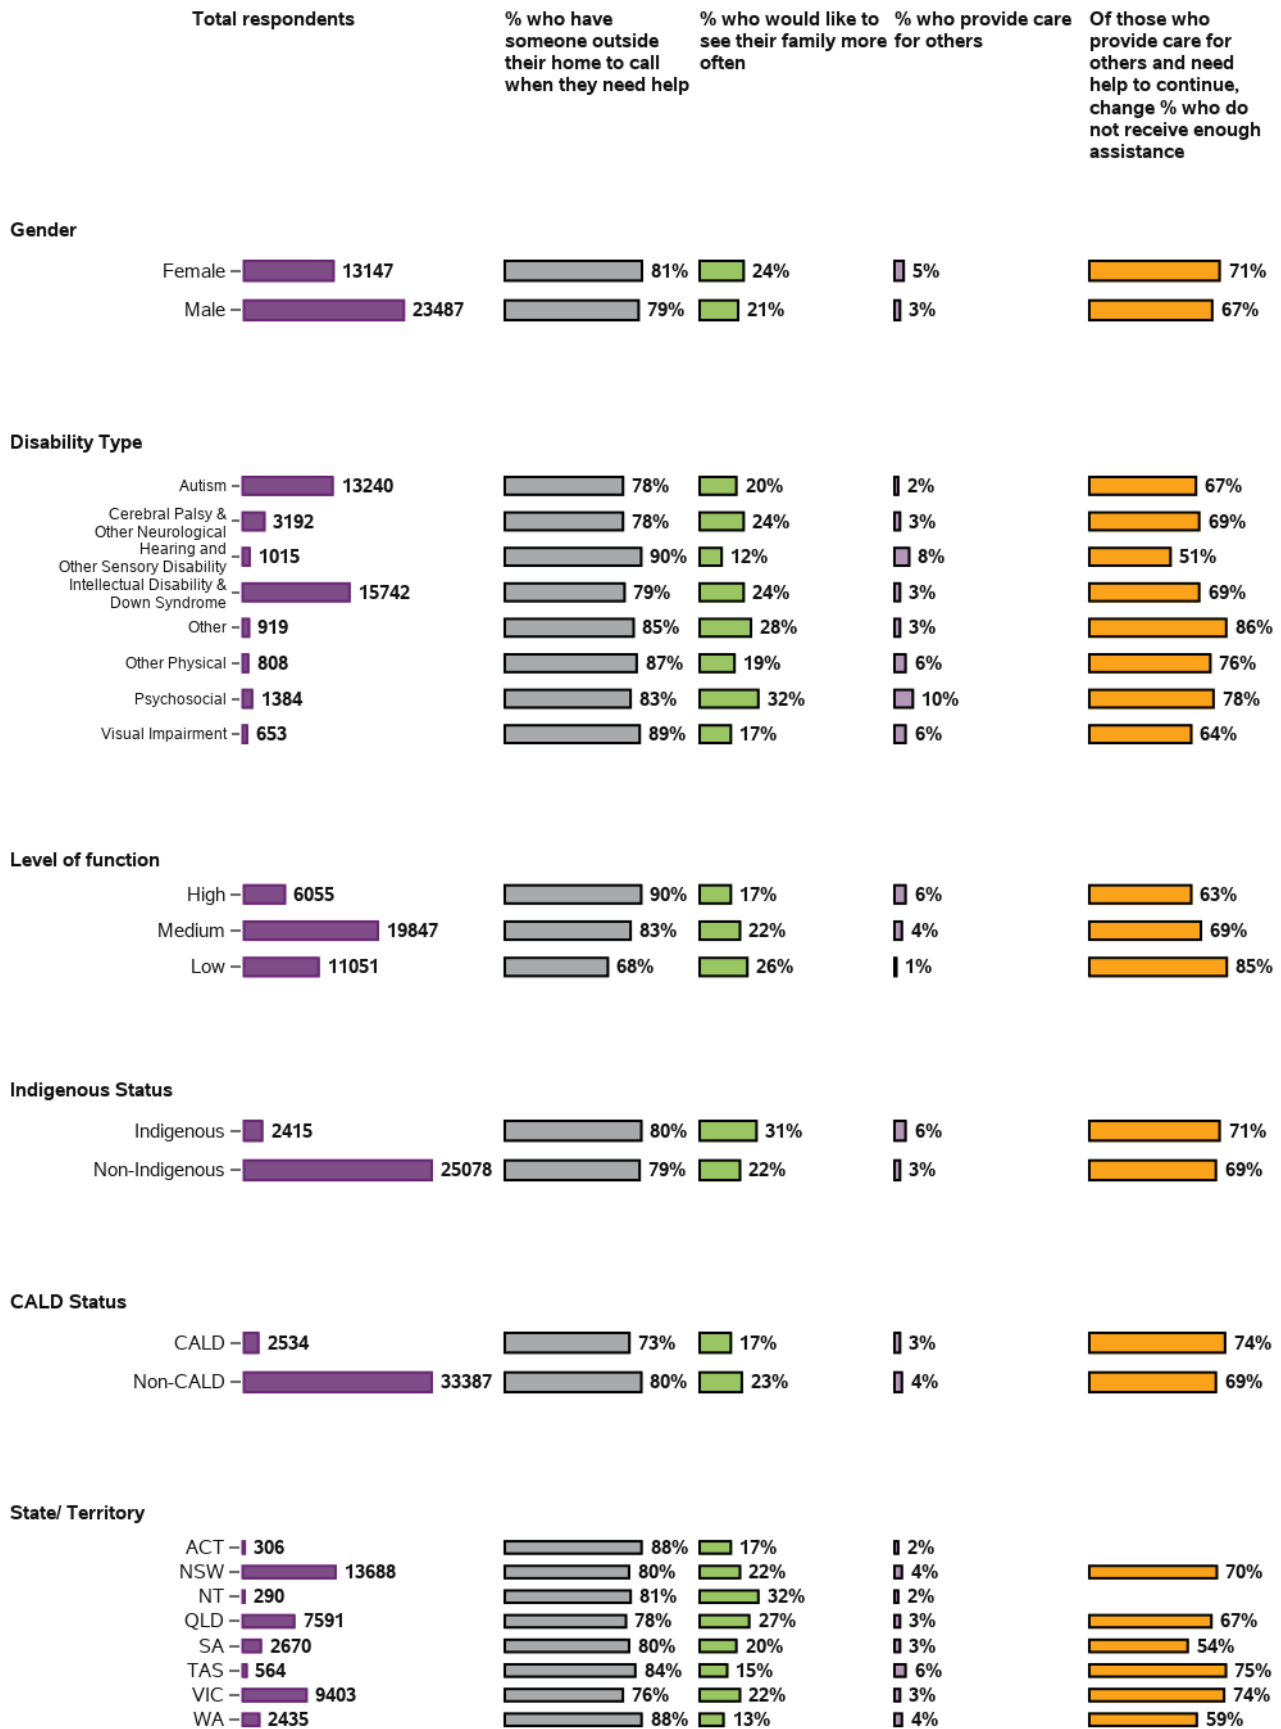 Total respondents
% who have
someone outside
their home to call
when they need help
% who would like to
see their family more
often
% who provide care
for others
Of those who
provide care for
others and need
help to continue,
change % who do
not receive enough
assistance
Gender
Female 13147 81% 24% 5% 71%
Male 23487 79% 21% 3% 67%
Disability Type
Autism 13240 78% 20% 2% 67%
Cerebral Palsy &
Other Neurological 3192 78% 24% 3% 69%
Hearing and
Other Sensory Disability 1015 90% 12% 8% 51%
Intellectual Disability &
Down Syndrome 15742 79% 24% 3% 69%
Other 919 85% 28% 3% 86%
Other Physical 808 87% 19% 6% 76%
Psychosocial 1384 83% 32% 10% 78%
Visual Impairment 653 89% 17% 6% 64%
Level of function
High 6055 90% 17% 6% 63%
Medium 19847 83% 22% 4% 69%
Low 11051 68% 26% 1% 85%
Indigenous Status
Indigenous 2415 80% 31% 6% 71%
Non-Indigenous 25078 79% 22% 3% 69%
CALD Status
CALD 2534 73% 17% 3% 74%
Non-CALD 33387 80% 23% 4% 69%
State/ Territory
ACT 306 88% 17% 2%
NSW 13688 80% 22% 4% 70%
NT 290 81% 32% 2%
QLD 7591 78% 27% 3% 67%
SA 2670 80% 20% 3% 54%
TAS 564 84% 15% 6% 75%
VIC 9403 76% 22% 3% 74%
WA 2435 88% 13% 4% 59%